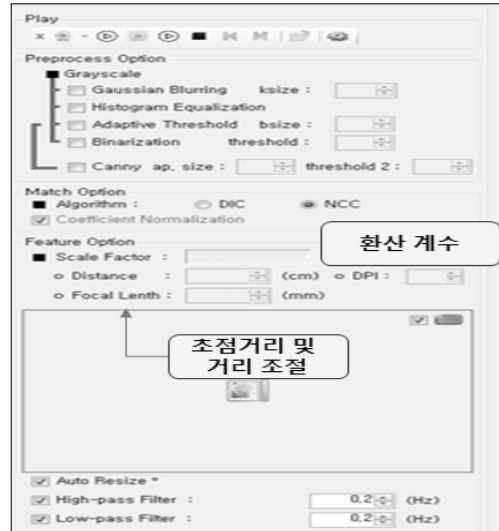 Play
Preprocess Option
Grayscale
Gaussian Blurring ksize :
Histogram Equalization
Adaptive Threshold bsize :
Binarization threshold :
Canny ap, size : threshold 2 :
Match Option
Algorithm : DIC NCC
Coefficient Normalization
Feature Option
환산 계수
Scale Factor :
Distance : (cm) DPI :
Focal Lenth : (mm)
초점거리 및
거리 조절
Auto Resize *
High-pass Filter : 0.2 (Hz)
Low-pass Filter : 0.2 (Hz)